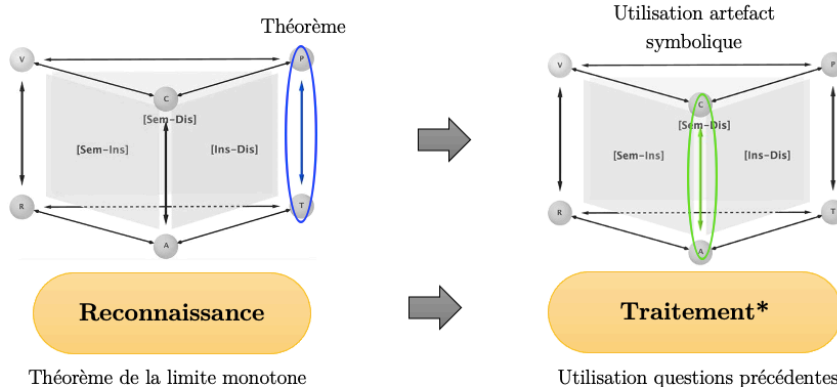 Théorème
V
P
C
[Sem-Dis]
[Sem-Ins]
[Ins-Dis]
R
T
A
Reconnaissance
Théorème de la limite monotone
Utilisation artefact
symbolique
V
P
C
[Sem-Dis]
[Sem-Ins]
[Ins-Dis]
R
T
A
Traitement*
Utilisation questions précédentes